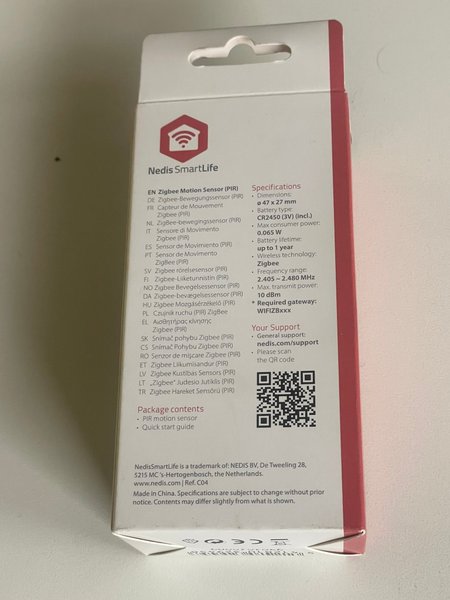 Nedis SmartLife
EN Zigbee Motion Sensor (PIR)
DE Zigbee-Bewegungssensor (PIR)
FR Capteur de Mouvement
Zigbee (PIR)
NL ZigBee-bewegingssensor (PIR)
IT Sensore di Movimento
Zigbee (PIR)
ES Sensor de Movimiento (PIR)
PT Sensor de Movimento
ZigBee (PIR)
SV Zigbee rörelsesensor (PIR)
FI Zigbee-Liiketunnistin (PIR)
NO Zigbee Bevegelsessensor (PIR)
DA Zigbee-bevægelsessensor (PIR)
HU Zigbee Mozgásérzékelő (PIR)
PL Czujnik ruchu (PIR) ZigBee
EL Αισθητήρας κίνησης
Zigbee (PIR)
SK Snímač pohybu Zigbee (PIR)
CS Snímač Pohybu Zigbee (PIR)
RO Senzor de mișcare Zigbee (PIR)
ET Zigbee Liikumisandur (PIR)
LV Zigbee Kustības Sensors (PIR)
LT „Zigbee“ Judesio Jutiklis (PIR)
TR Zigbee Hareket Sensörü (PIR)
Package contents
• PIR motion sensor
• Quick start guide
Specifications
• Dimensions:
ø 47 x 27 mm
• Battery type:
CR2450 (3V) (incl.)
• Max consumer power:
0.065 W
• Battery lifetime:
up to 1 year
• Wireless technology:
Zigbee
• Frequency range:
2.405 ~ 2.480 MHz
• Max. transmit power:
10 dBm
* Required gateway:
WIFIZBxxx
Your Support
• General support:
nedis.com/support
• Please scan
the QR code
NedisSmartLife is a trademark of: NEDIS BV. De Tweeling 28,
5215 MC 's-Hertogenbosch, the Netherlands.
www.nedis.com | Ref. C04
Made in China. Specifications are subject to change without prior
notice. Contents may differ slightly from what is shown.